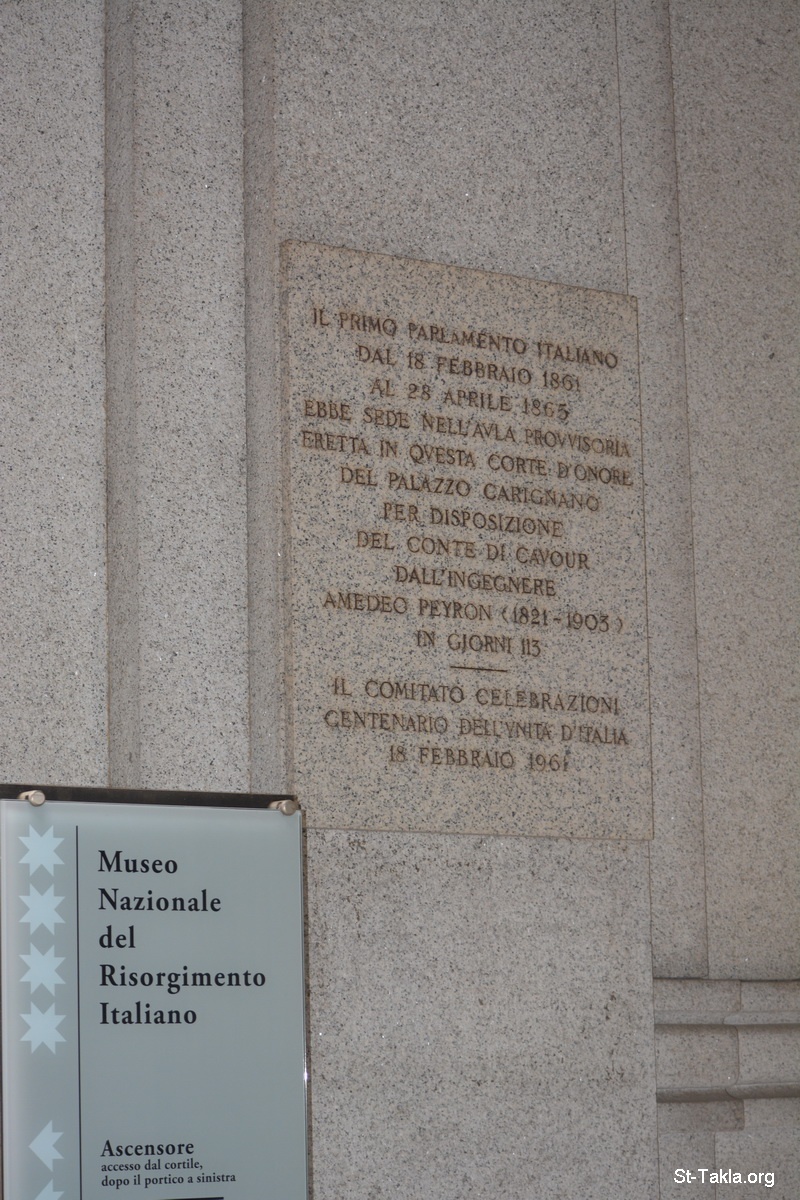 IL PRIMO PARLAMENTO ITALIANO
DAL 18 FEBBRAIO 1861
AL 28 APRILE 1865
EBBE SEDE NELL'AVLA PROVVISORIA
ERETTA IN QVESTA CORTE D'ONORE
DEL PALAZZO CARIGNANO
PER DISPOSIZIONE
DEL CONTE DI CAVOUR
DALL'INGEGNERE
AMEDEO PEYRON (1821-1903)
IN GIORNI 113
IL COMITATO CELEBRAZIONI
CENTENARIO DELL'VNITÀ D'ITALIA
18 FEBBRAIO 1961
Museo
Nazionale
del
Risorgimento
Italiano
Ascensore
accesso dal cortile,
dopo il portico a sinistra
St-Takla.org